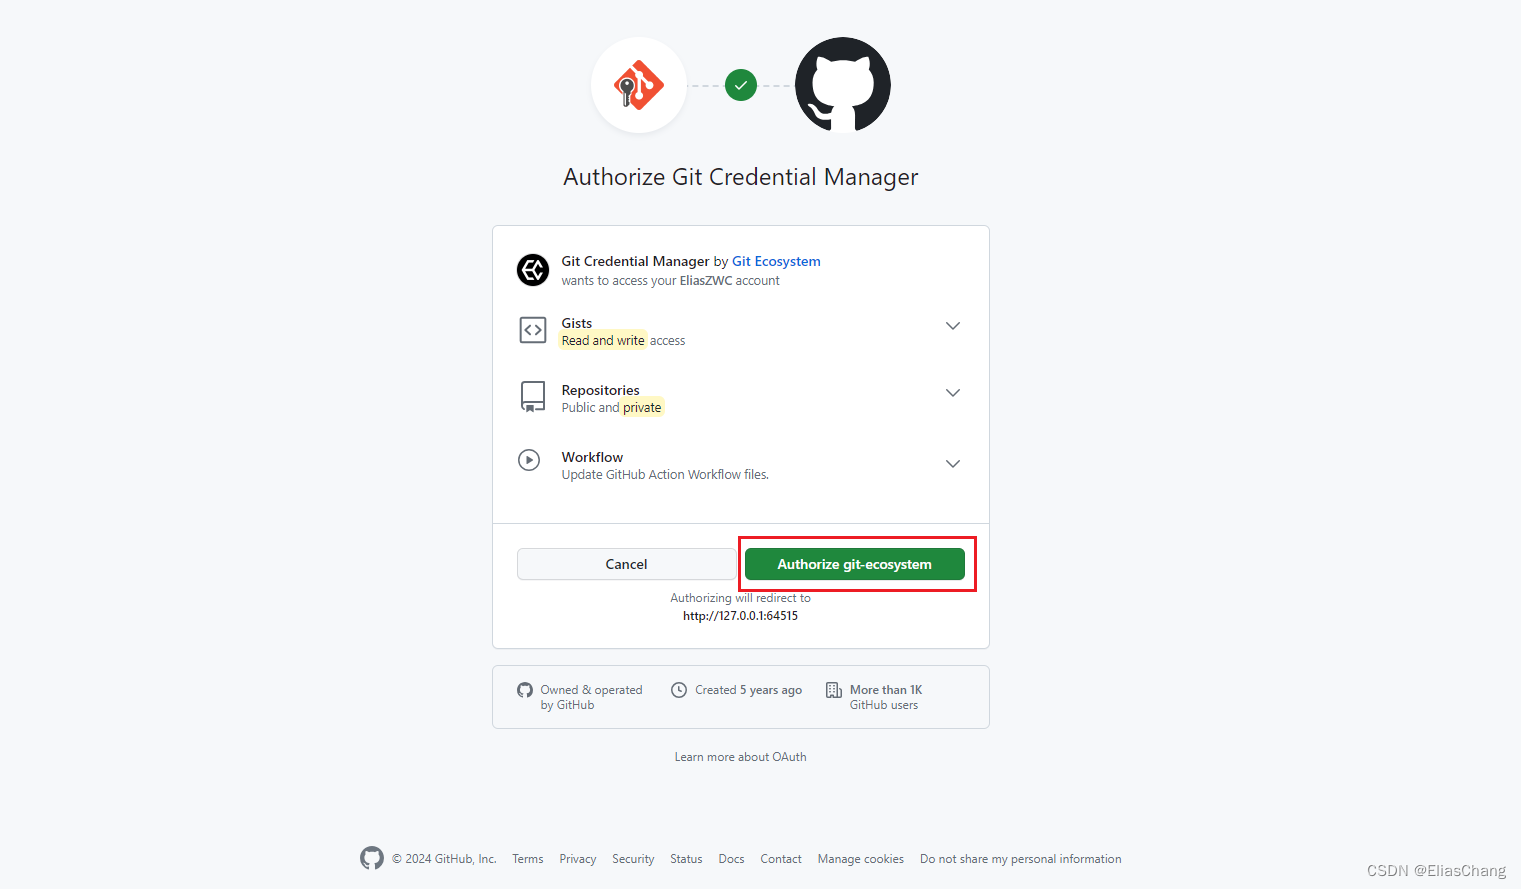 Authorize Git Credential Manager
Git Credential Manager by Git Ecosystem
wants to access your EliasZWC account
Gists
Read and write access
Repositories
Public and private
Workflow
Update GitHub Action Workflow files.
Cancel
Authorize git-ecosystem
Authorizing will redirect to
http://127.0.0.1:64515
Owned & operated
by GitHub
Created 5 years ago
More than 1K
GitHub users
Learn more about OAuth
© 2024 GitHub, Inc. Terms Privacy Security Status Docs Contact Manage cookies Do not share my personal information
CSDN @EliasChang